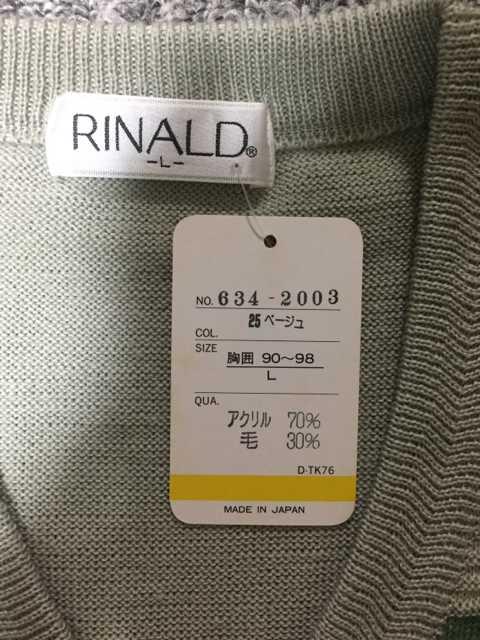 RINALD®
-L-
NO. 634-2003
COL. 25 ベージュ
SIZE 胸囲 90〜98
L
QUA.
アクリル 70%
毛 30%
D-TK76
MADE IN JAPAN